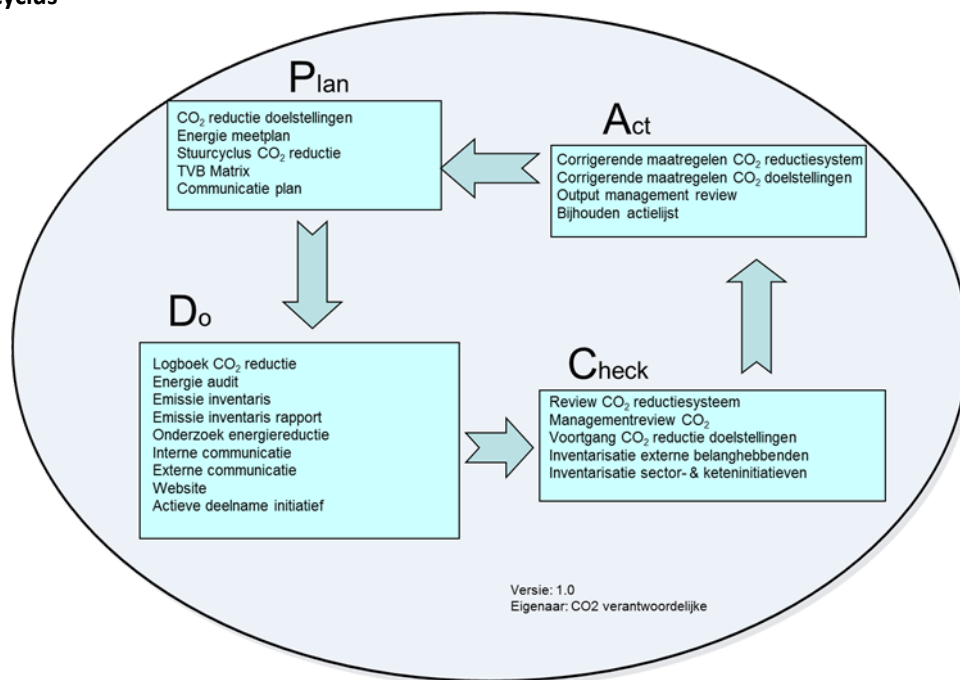 cyclus
Plan
CO₂ reductie doelstellingen
Energie meetplan
Stuurcyclus CO₂ reductie
TVB Matrix
Communicatie plan
Act
Corrigerende maatregelen CO₂ reductiesystem
Corrigerende maatregelen CO₂ doelstellingen
Output management review
Bijhouden actielijst
Do
Logboek CO₂ reductie
Energie audit
Emissie inventaris
Emissie inventaris rapport
Onderzoek energiereductie
Interne communicatie
Externe communicatie
Website
Actieve deelname initiatief
Check
Review CO₂ reductiesysteem
Managementreview CO₂
Voortgang CO₂ reductie doelstellingen
Inventarisatie externe belanghebbenden
Inventarisatie sector- & keteninitiatieven
Versie: 1.0
Eigenaar: CO2 verantwoordelijke